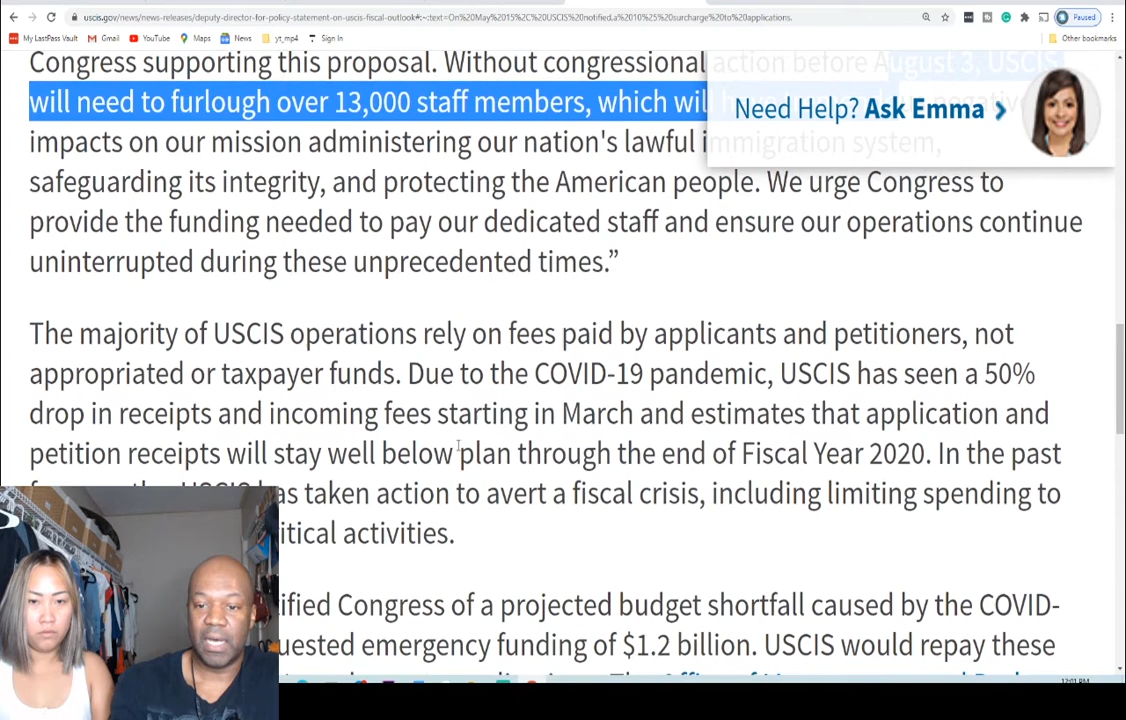 uscis.gov/news/news-releases/deputy-director-for-policy-statement-on-uscis-fiscal-outlook#:~:text=On%20May%2015%2C%20USCIS%20notified,a%2010%25%20surcharge%20to%20applications.
Paused
My LastPass Vault
Gmail
YouTube
Maps
News
yt_mp4
Sign In
Other bookmarks
Congress supporting this proposal. Without congressional action before August 3, USCIS
will need to furlough over 13,000 staff members, which will
Need Help? Ask Emma
impacts on our mission administering our nation's lawful immigration system,
safeguarding its integrity, and protecting the American people. We urge Congress to
provide the funding needed to pay our dedicated staff and ensure our operations continue
uninterrupted during these unprecedented times.”
The majority of USCIS operations rely on fees paid by applicants and petitioners, not
appropriated or taxpayer funds. Due to the COVID-19 pandemic, USCIS has seen a 50%
drop in receipts and incoming fees starting in March and estimates that application and
petition receipts will stay well below plan through the end of Fiscal Year 2020. In the past
has taken action to avert a fiscal crisis, including limiting spending to
itical activities.
ified Congress of a projected budget shortfall caused by the COVID-
uested emergency funding of $1.2 billion. USCIS would repay these
12:01 PM